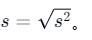 s = √s²。